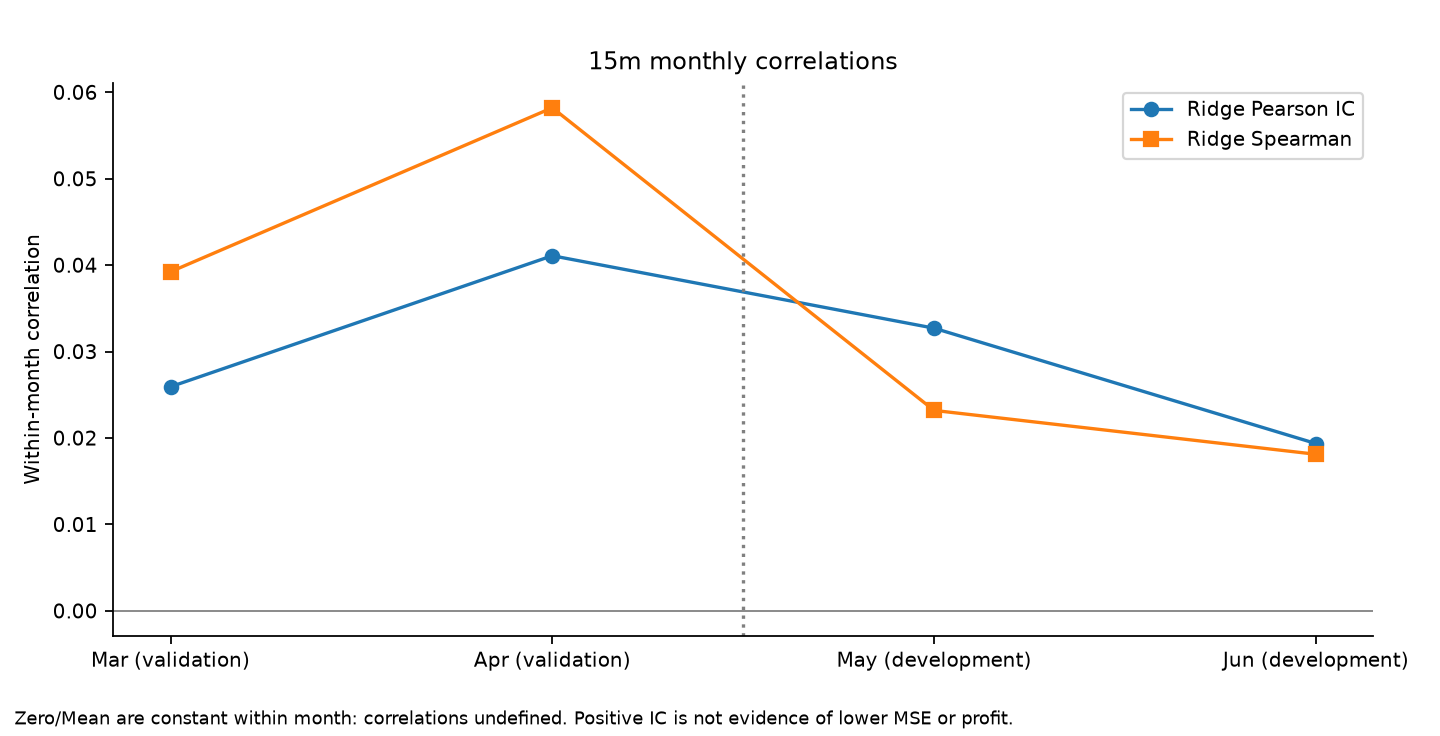 15m monthly correlations
Ridge Pearson IC
Ridge Spearman
Within-month correlation
0.06
0.05
0.04
0.03
0.02
0.01
0.00
Mar (validation)
Apr (validation)
May (development)
Jun (development)
Zero/Mean are constant within month: correlations undefined. Positive IC is not evidence of lower MSE or profit.